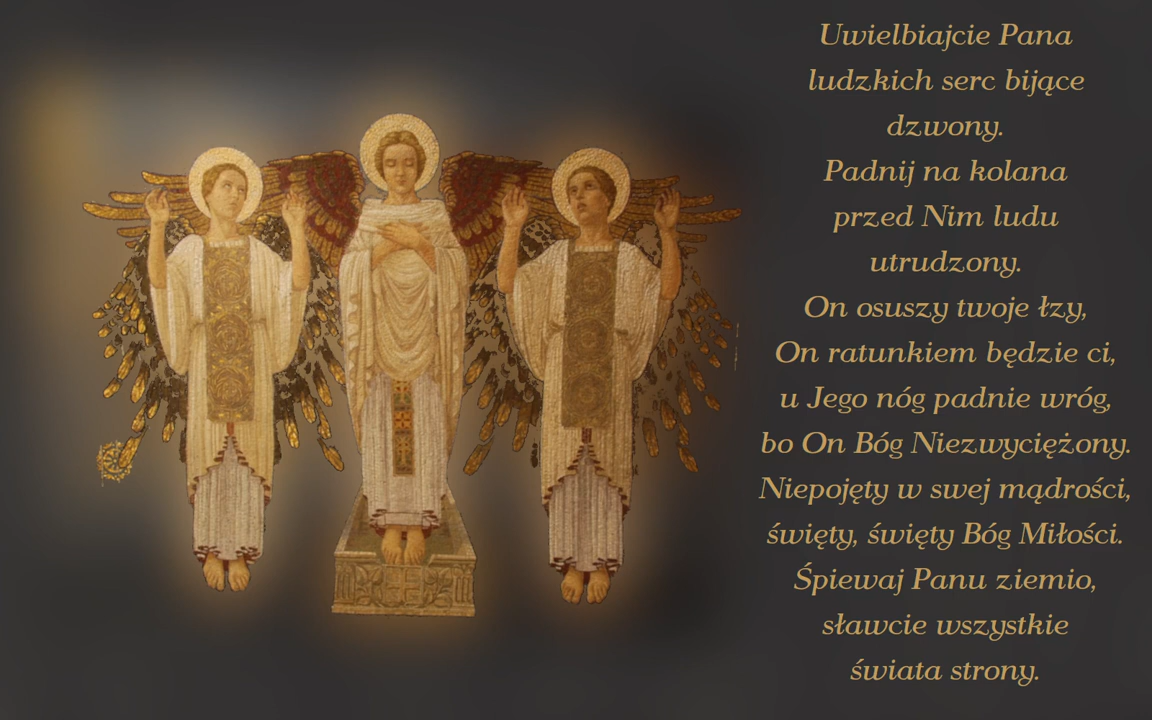 Uwielbiajcie Pana
ludzkich serc bijące
dzwony.
Padnij na kolana
przed Nim ludu
utrudzony.
On osuszy twoje łzy,
On ratunkiem będzie ci,
u Jego nóg padnie wróg,
bo On Bóg Niezwyciężony.
Niepojęty w swej mądrości,
święty, święty Bóg Miłości.
Śpiewaj Panu ziemio,
sławcie wszystkie
świata strony.